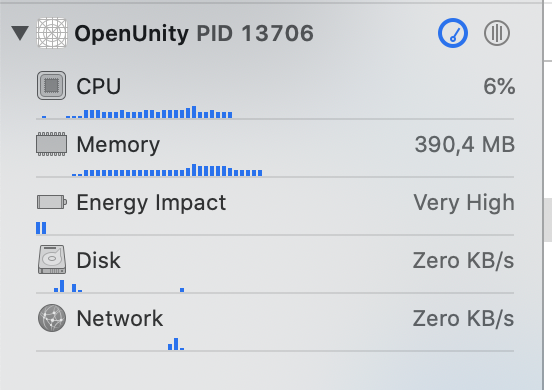 OpenUnity PID 13706
CPU 6%
Memory 390,4 MB
Energy Impact Very High
Disk Zero KB/s
Network Zero KB/s